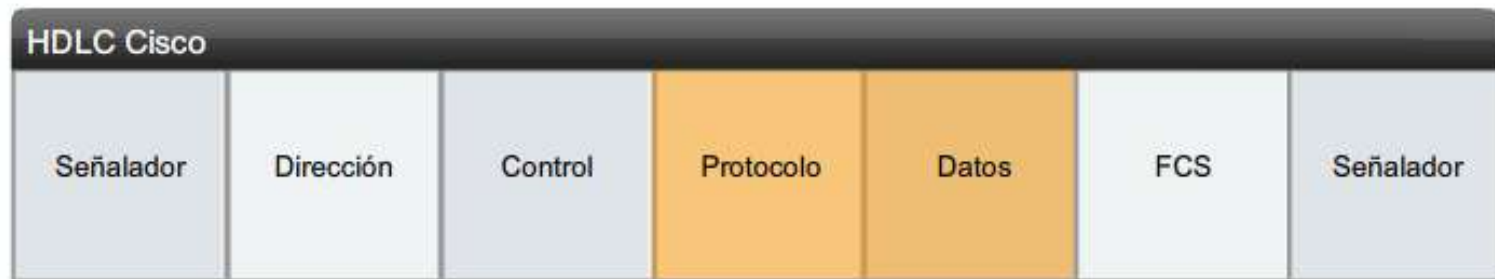 HDLC Cisco
Señalador Dirección Control Protocolo Datos FCS Señalador